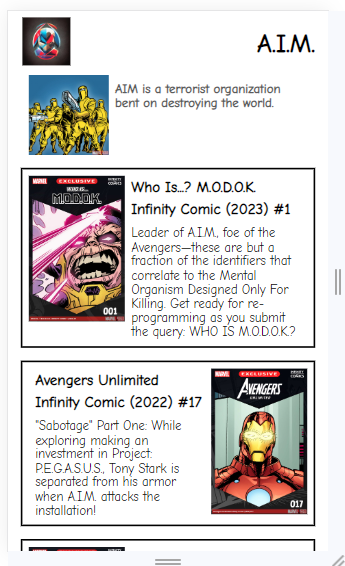 A.I.M.
AIM is a terrorist organization
bent on destroying the world.
MARVEL
EXCLUSIVE
INFINITY
COMICS
WHO IS...
M.O.D.O.K.
001
Who Is...? M.O.D.O.K.
Infinity Comic (2023) #1
Leader of A.I.M., foe of the
Avengers—these are but a
fraction of the identifiers that
correlate to the Mental
Organism Designed Only For
Killing. Get ready for re-
programming as you submit
the query: WHO IS M.O.D.O.K.?
Avengers Unlimited
Infinity Comic (2022) #17
"Sabotage" Part One: While
exploring making an
investment in Project:
P.E.G.A.S.U.S., Tony Stark is
separated from his armor
when A.I.M. attacks the
installation!
MARVEL
EXCLUSIVE
INFINITY
COMICS
AVENGERS
UNLIMITED
017